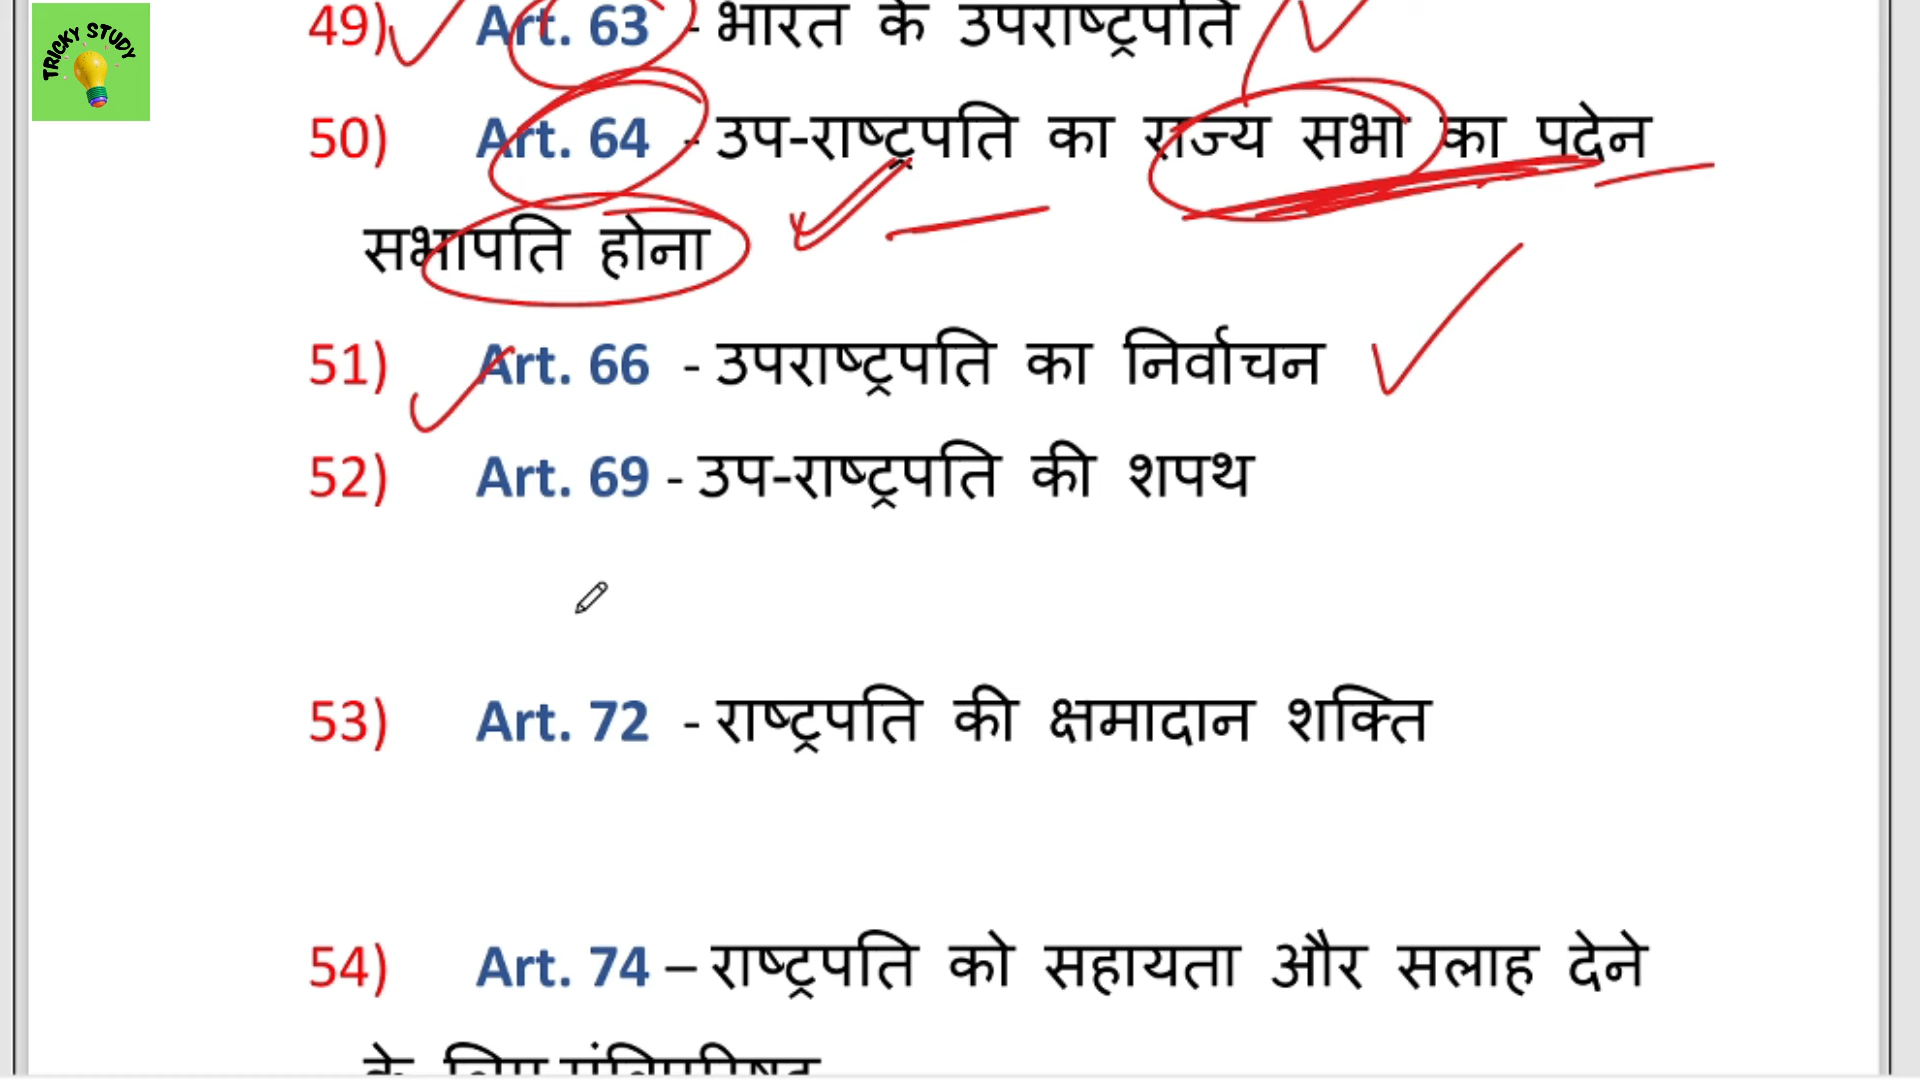 TRICKY STUDY
49) Art. 63 - भारत के उपराष्ट्रपति
50) Art. 64 - उप-राष्ट्रपति का राज्य सभा का पदेन
सभापति होना
51) Art. 66 - उपराष्ट्रपति का निर्वाचन
52) Art. 69 - उप-राष्ट्रपति की शपथ
53) Art. 72 - राष्ट्रपति की क्षमादान शक्ति
54) Art. 74 – राष्ट्रपति को सहायता और सलाह देने
के लिए मंत्रिपरिषद